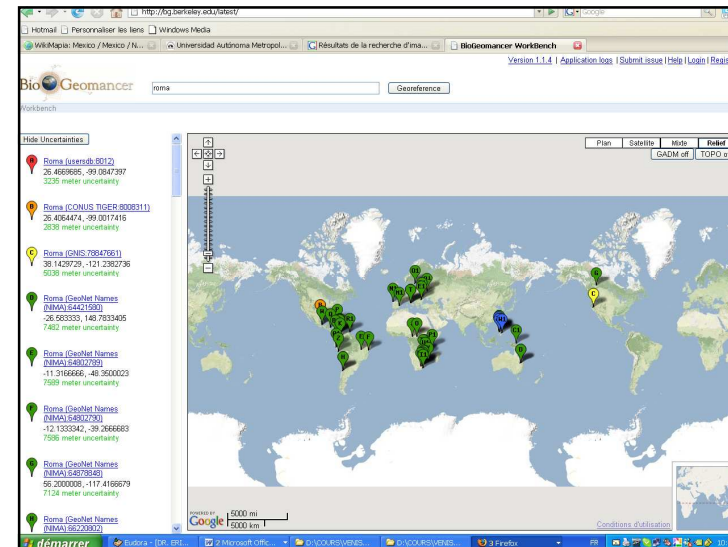 http://bg.berkeley.edu/latest/
Google
Hotmail Personnaliser les liens Windows Media
WikiMapia: Mexico / Mexico / N... Universidad Autónoma Metropol... Résultats de la recherche d'ima... BioGeomancer WorkBench
Version 1.1.4 | Application logs | Submit issue | Help | Login | Regis
BioGeomancer
roma
Georeference
Workbench
Hide Uncertainties
Plan Satellite Mixte Relief
GADM off TOPO o
A Roma (usersdb:8012)
26.4669685, -99.0847397
3235 meter uncertainty
B Roma (CONUS TIGER:8008311)
26.4064474, -99.0017416
2838 meter uncertainty
C Roma (GNIS:78847661)
38.1429729, -121.2382736
5038 meter uncertainty
D Roma (GeoNet Names
(NIMA):64421580)
-26.583333, 148.7833405
7482 meter uncertainty
E Roma (GeoNet Names
(NIMA):64802789)
-11.3166666, -48.3500023
7589 meter uncertainty
F Roma (GeoNet Names
(NIMA):64802790)
-12.1333342, -39.2666683
7586 meter uncertainty
G Roma (GeoNet Names
(NIMA):64878848)
56.2000008, -117.4166679
7124 meter uncertainty
H Roma (GeoNet Names
(NIMA):66220802)
POWERED BY
Google
5000 mi
5000 km
Conditions d'utilisation
démarrer Eudora - [DR. ERI... 2 Microsoft Offic... D:\COURS\VENIS... D:\COURS\VENIS... 3 Firefox FR